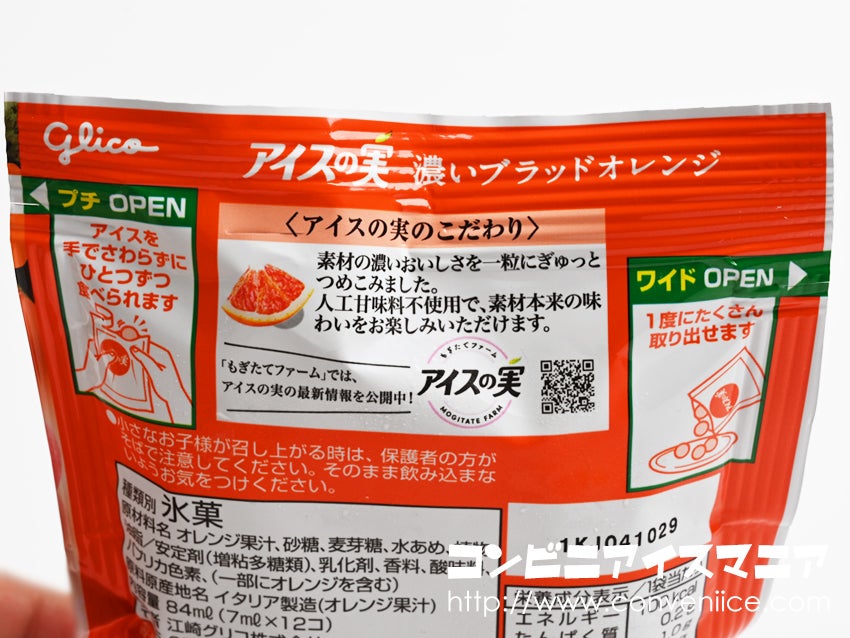 Glico
アイスの実 濃いブラッドオレンジ
プチ OPEN
アイスを
手でさわらずに
ひとつずつ
食べられます
〈アイスの実のこだわり〉
素材の濃いおいしさを一粒にぎゅっと
つめこみました。
人工甘味料不使用で、素材本来の味
わいをお楽しみいただけます。
「もぎたてファーム」では、
アイスの実の最新情報を公開中!
もぎたてファーム
アイスの実
MOGITATE FARM
ワイド OPEN
1度にたくさん
取り出せます
●小さなお子様が召し上がる時は、保護者の方が
そばで注意してください。そのまま飲み込まな
いようお気をつけください。
種類別 氷菓
原材料名 オレンジ果汁、砂糖、麦芽糖、水あめ、
/安定剤(増粘多糖類)、乳化剤、香料、酸味料、
パプリカ色素、(一部にオレンジを含む)
原料原産地名 イタリア製造(オレンジ果汁)
84ml(7ml×12コ)
江崎グリコ株式会社
1KJ041029
栄養成分表示
エネルギー
たんぱく質
コンビニアイスマニア
http://www.conveniice.com/